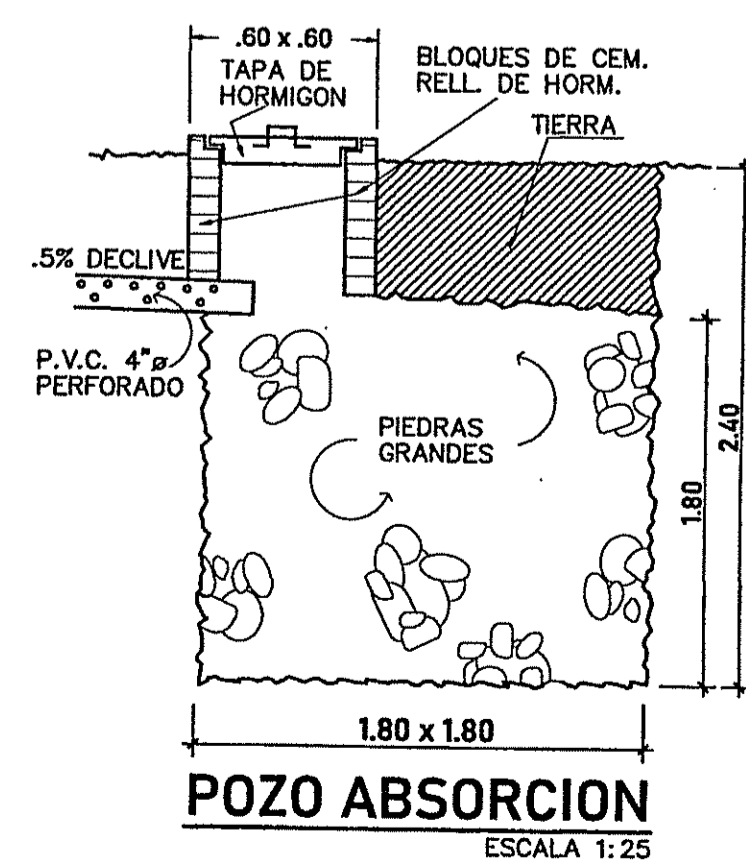 .60 x .60
TAPA DE
HORMIGON
BLOQUES DE CEM.
RELL. DE HORM.
TIERRA
.5% DECLIVE
P.V.C. 4"ø
PERFORADO
PIEDRAS
GRANDES
1.80
2.40
1.80 x 1.80
POZO ABSORCION
ESCALA 1:25